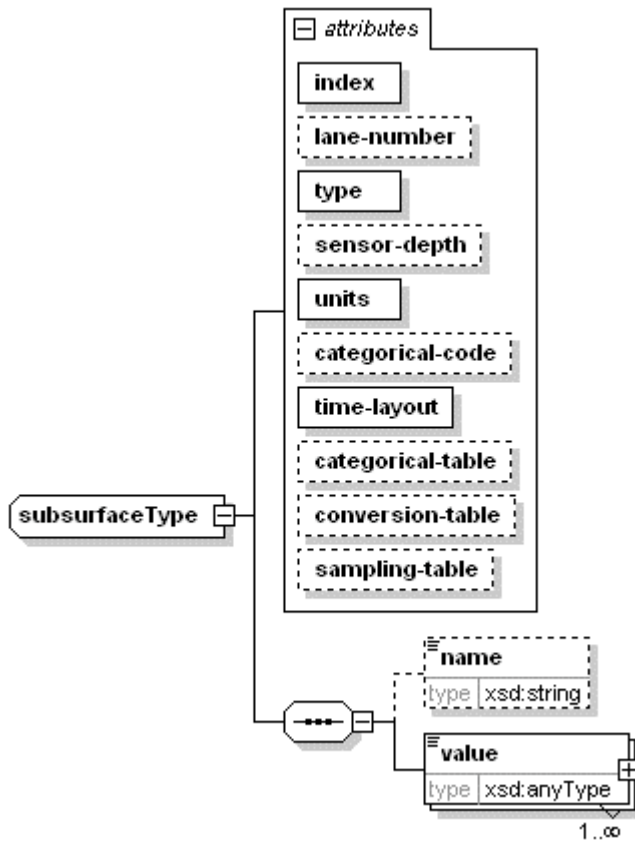 attributes
index
lane-number
type
sensor-depth
units
categorical-code
time-layout
categorical-table
conversion-table
sampling-table
subsurfaceType
name
type xsd:string
value
type xsd:anyType
1..∞